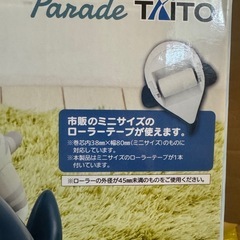 Parade TAITO
市販のミニサイズの
ローラーテープが使えます。
※巻芯内38mm×幅80mm(ミニサイズ)のものに
対応しています。
※本製品はミニサイズのローラーテープが1本
付いています。
※ローラーの外径が45mm未満のものをご使用ください。